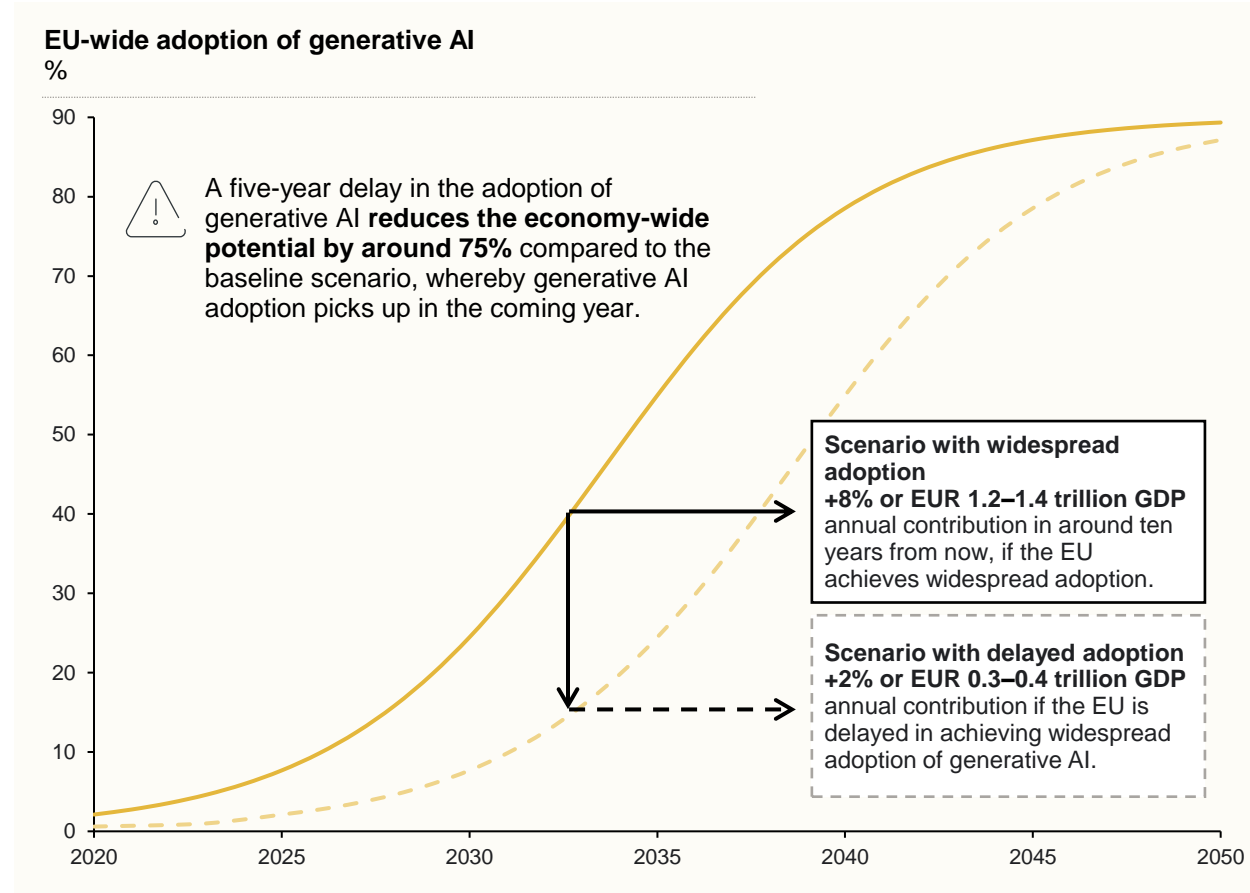 EU-wide adoption of generative AI
%
90
80
70
60
50
40
30
20
10
0
A five-year delay in the adoption of
generative AI reduces the economy-wide
potential by around 75% compared to the
baseline scenario, whereby generative AI
adoption picks up in the coming year.
Scenario with widespread
adoption
+8% or EUR 1.2–1.4 trillion GDP
annual contribution in around ten
years from now, if the EU
achieves widespread adoption.
Scenario with delayed adoption
+2% or EUR 0.3–0.4 trillion GDP
annual contribution if the EU is
delayed in achieving widespread
adoption of generative AI.
2020 2025 2030 2035 2040 2045 2050